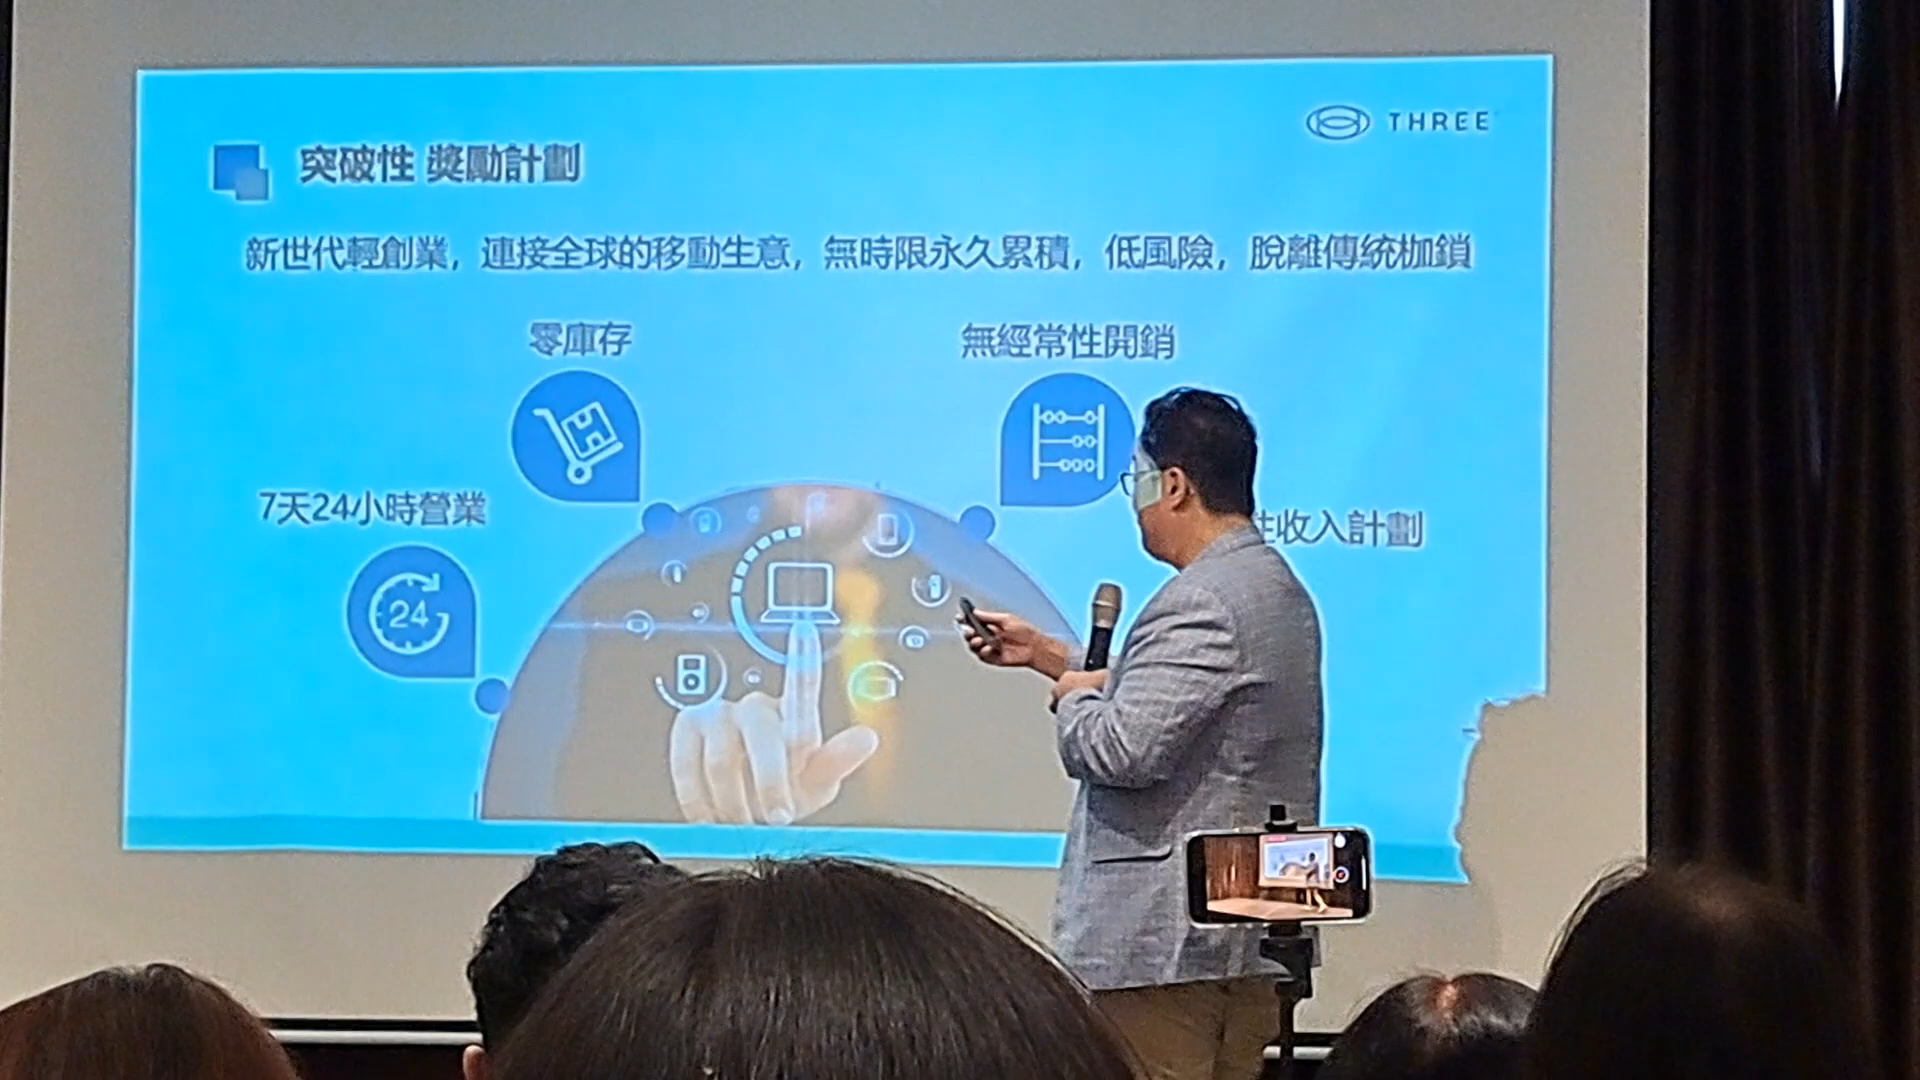 THREE
突破性 獎勵計劃
新世代輕創業，連接全球的移動生意，無時限永久累積，低風險，脫離傳統枷鎖
零庫存
無經常性開銷
7天24小時營業
性收入計劃
24